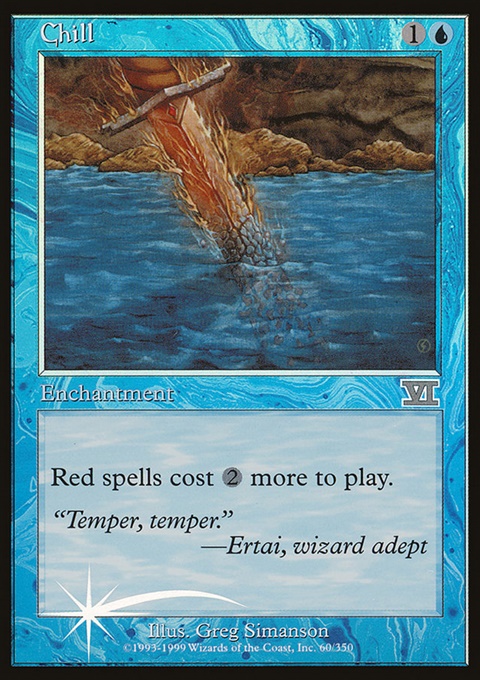 Chill 1
Enchantment VI
Red spells cost 2 more to play.
“Temper, temper.”
—Ertai, wizard adept
Illus. Greg Simanson
©1993-1999 Wizards of the Coast, Inc. 60/350